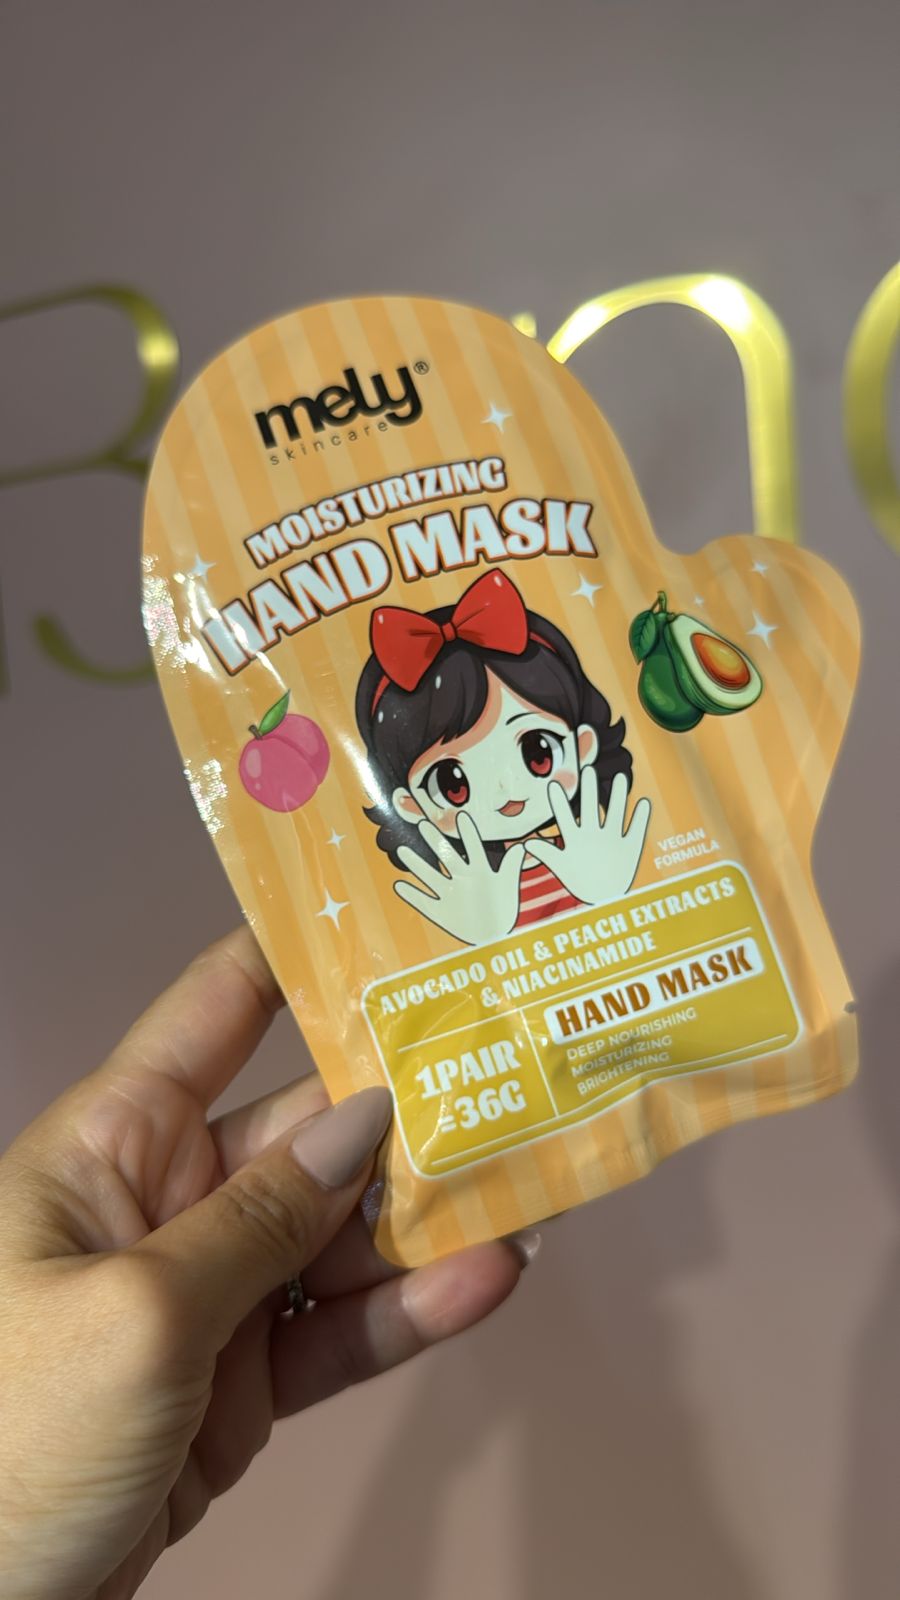 mely®
skincare
MOISTURIZING
HAND MASK
VEGAN
FORMULA
AVOCADO OIL & PEACH EXTRACTS
& NIACINAMIDE
HAND MASK
DEEP NOURISHING
MOISTURIZING
BRIGHTENING
1PAIR
=36G